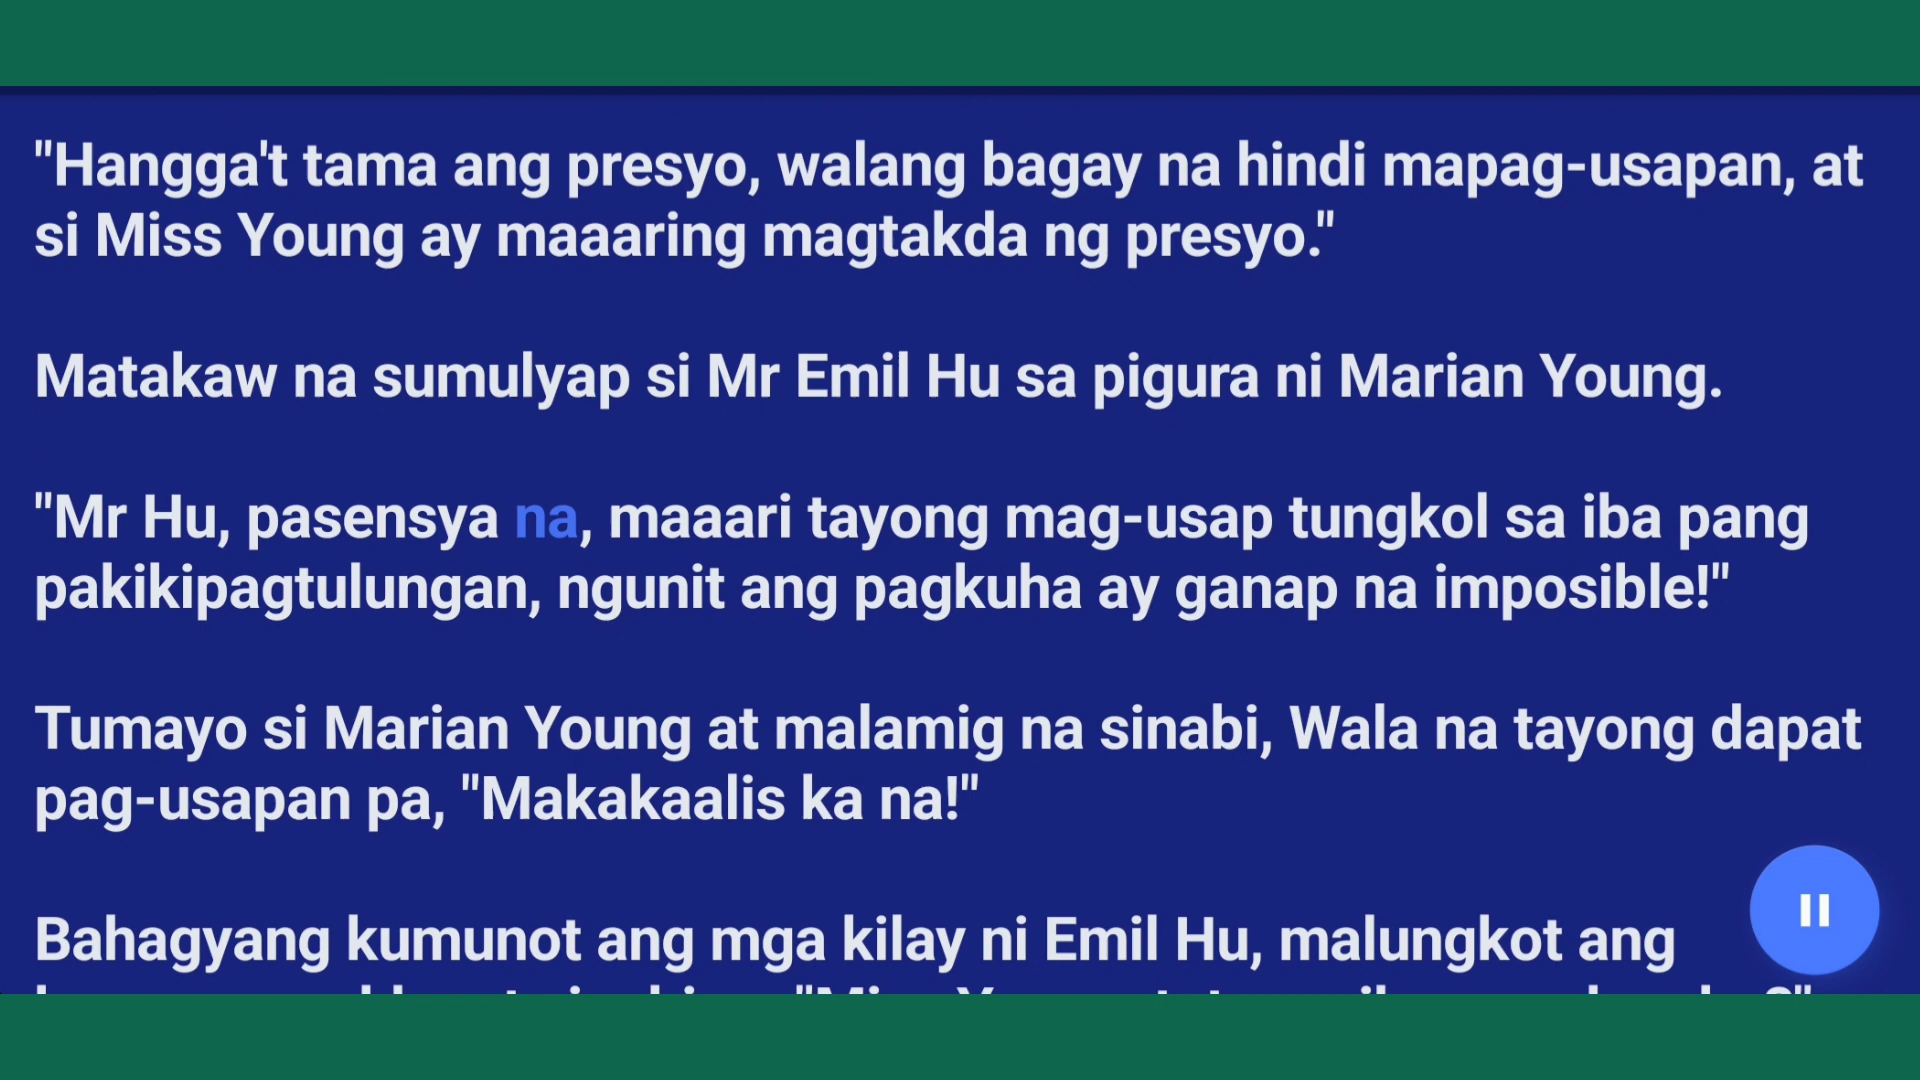 "Hangga't tama ang presyo, walang bagay na hindi mapag-usapan, at
si Miss Young ay maaaring magtakda ng presyo."
Matakaw na sumulyap si Mr Emil Hu sa pigura ni Marian Young.
"Mr Hu, pasensya na, maaari tayong mag-usap tungkol sa iba pang
pakikipagtulungan, ngunit ang pagkuha ay ganap na imposible!"
Tumayo si Marian Young at malamig na sinabi, Wala na tayong dapat
pag-usapan pa, "Makakaalis ka na!"
Bahagyang kumunot ang mga kilay ni Emil Hu, malungkot ang